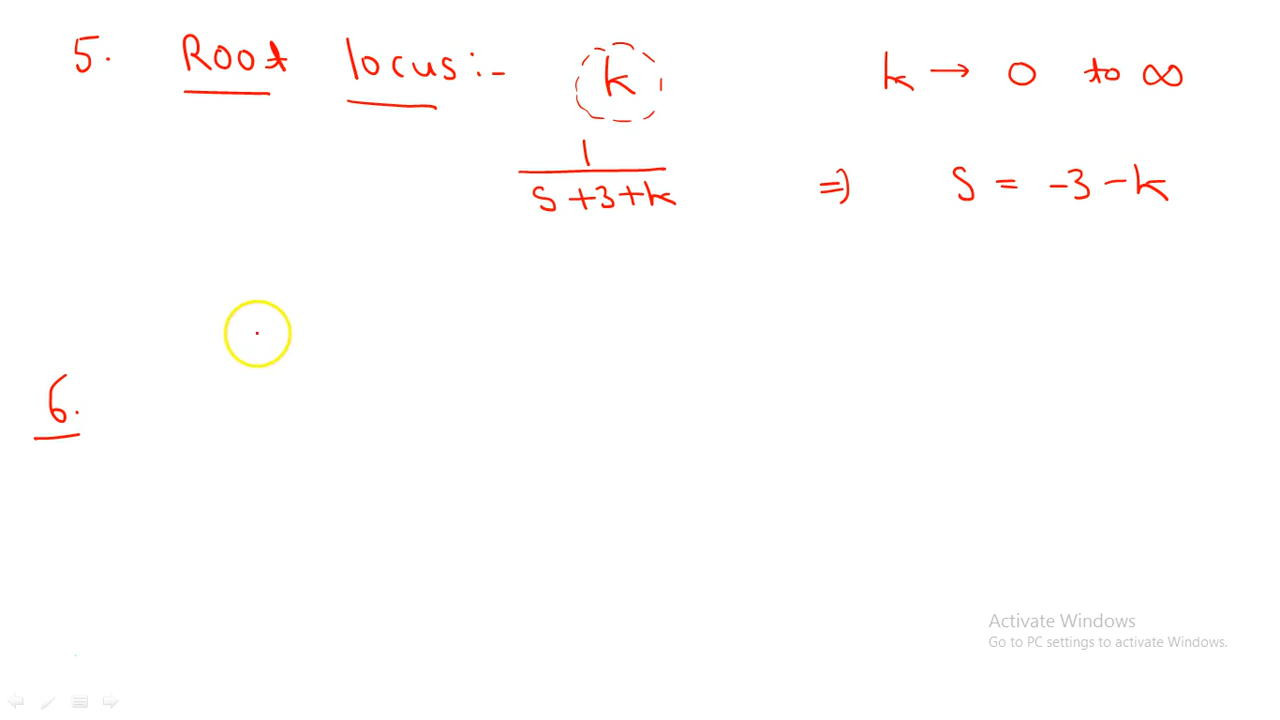 5. Root locus :- k k → 0 to ∞
1
s+3+k ⇒ s = -3-k
6.
Activate Windows
Go to PC settings to activate Windows.